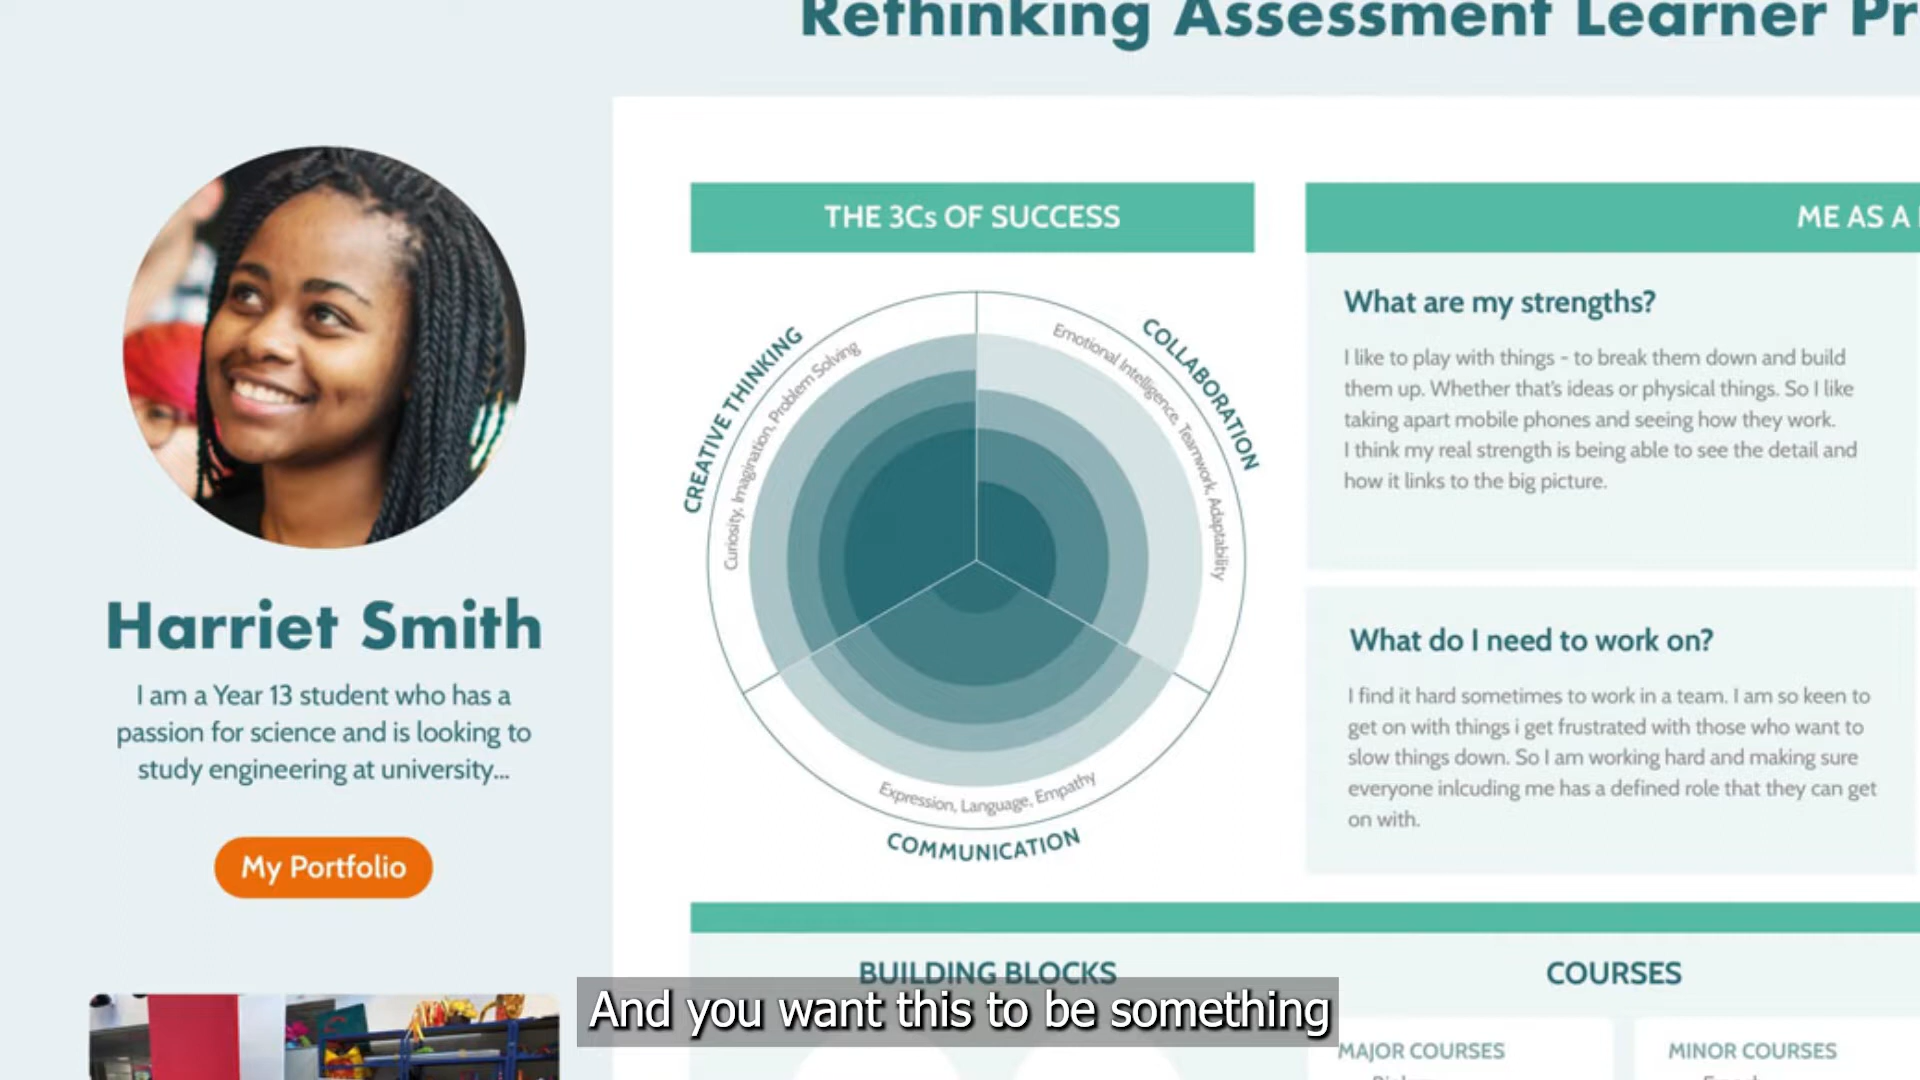 Rethinking Assessment Learner
THE 3Cs OF SUCCESS
ME AS A
CREATIVE THINKING
Curiosity, Imagination, Problem Solving
COLLABORATION
Emotional Intelligence, Teamwork, Adaptability
Expression, Language, Empathy
COMMUNICATION
What are my strengths?
I like to play with things - to break them down and build
them up. Whether that's ideas or physical things. So I like
taking apart mobile phones and seeing how they work.
I think my real strength is being able to see the detail and
how it links to the big picture.
What do I need to work on?
I find it hard sometimes to work in a team. I am so keen to
get on with things i get frustrated with those who want to
slow things down. So I am working hard and making sure
everyone inlcuding me has a defined role that they can get
on with.
Harriet Smith
I am a Year 13 student who has a
passion for science and is looking to
study engineering at university...
My Portfolio
BUILDING BLOCKS
COURSES
MAJOR COURSES
MINOR COURSES
And you want this to be something